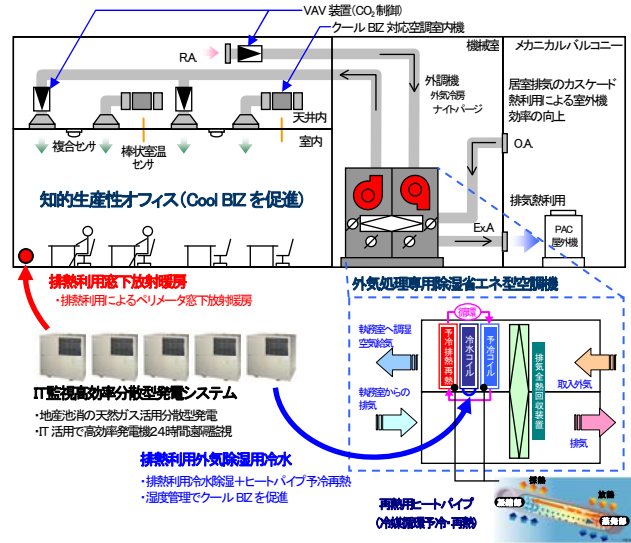 VAV 装置(CO₂制御)
クール BIZ 対応空調室内機
R.A.
機械室
メカニカルバルコニー
外調機
外気冷房
ナイトパージ
居室排気のカスケード
熱利用による室外機
効率の向上
天井内
室内
複合センサ
棒状室温
センサ
O.A.
知的生産性オフィス(Cool BIZ を促進)
排気熱利用
Ex.A
PAC
屋外機
排熱利用窓下放射暖房
・排熱利用によるペリメータ窓下放射暖房
外気処理専用除湿省エネ型空調機
循環
執務室へ調湿
空気給気
予冷排熱再熱
冷水コイル
予冷コイル
排気全熱回収装置
取入外気
執務室からの
排気
排気
IT監視高効率分散型発電システム
・地産地消の天然ガス活用分散型発電
・IT 活用で高効率発電機24時間遠隔監視
排熱利用外気除湿用冷水
・排熱利用冷水除湿+ヒートパイプ予冷再熱
・湿度管理でクール BIZ を促進
再熱用ヒートパイプ
(冷媒循環予冷・再熱)
放熱
蒸発部